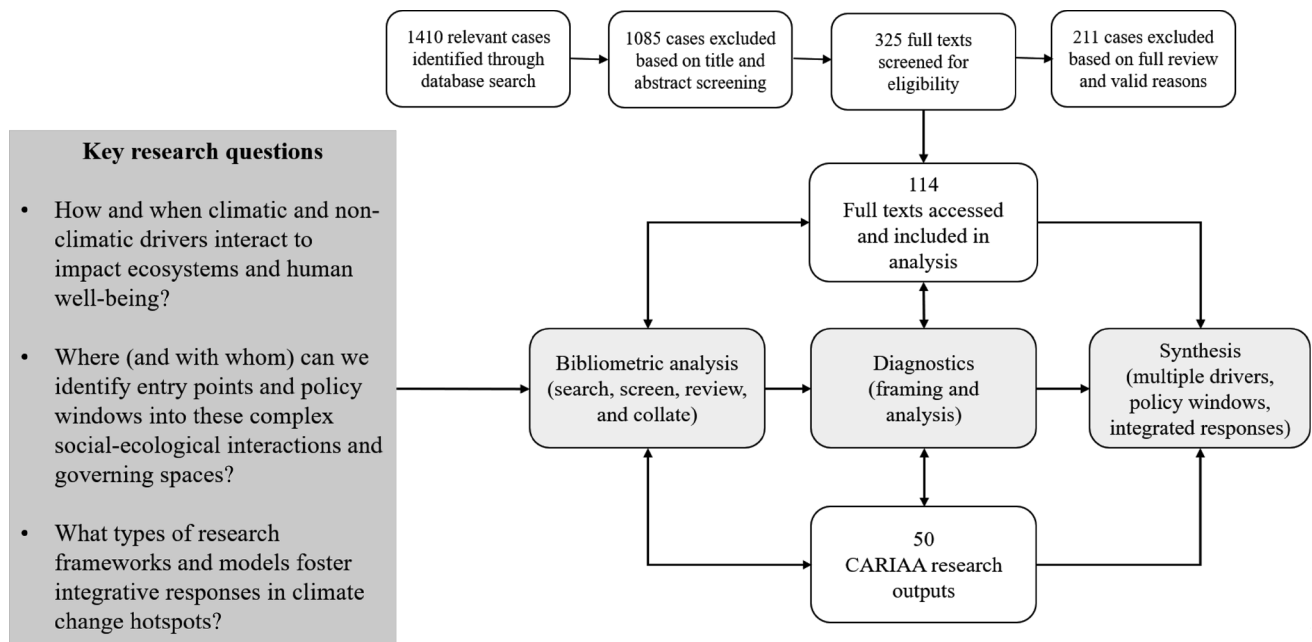 1410 relevant cases
identified through
database search
1085 cases excluded
based on title and
abstract screening
325 full texts
screened for
eligibility
211 cases excluded
based on full review
and valid reasons
Key research questions
• How and when climatic and non-
climatic drivers interact to
impact ecosystems and human
well-being?
• Where (and with whom) can we
identify entry points and policy
windows into these complex
social-ecological interactions and
governing spaces?
• What types of research
frameworks and models foster
integrative responses in climate
change hotspots?
114
Full texts accessed
and included in
analysis
Bibliometric analysis
(search, screen, review,
and collate)
Diagnostics
(framing and
analysis)
Synthesis
(multiple drivers,
policy windows,
integrated responses)
50
CARIAA research
outputs